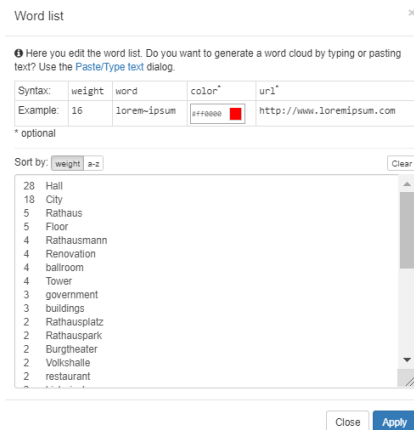 Word list ×
Here you edit the word list. Do you want to generate a word cloud by typing or pasting
text? Use the Paste/Type text dialog.
Syntax: weight word color* url*
Example: 16 lorem~ipsum #ff0000 http://www.loremipsum.com
* optional
Sort by: weight a-z Clear
28 Hall
18 City
5 Rathaus
5 Floor
4 Rathausmann
4 Renovation
4 ballroom
4 Tower
3 government
3 buildings
2 Rathausplatz
2 Rathauspark
2 Burgtheater
2 Volkshalle
2 restaurant
Close Apply